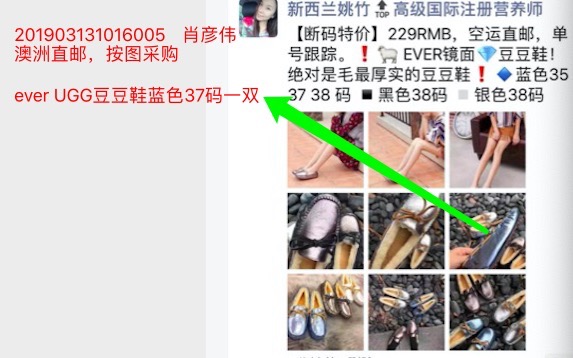 201903131016005 肖彦伟
澳洲直邮，按图采购
ever UGG豆豆鞋蓝色37码一双
新西兰姚竹🔝高级国际注册营养师
【断码特价】229RMB，空运直邮，单
号跟踪。❗🐑 EVER镜面💎豆豆鞋！
绝对是毛最厚实的豆豆鞋❗🔷蓝色35
37 38 码 ◾黑色38码 ◽银色38码